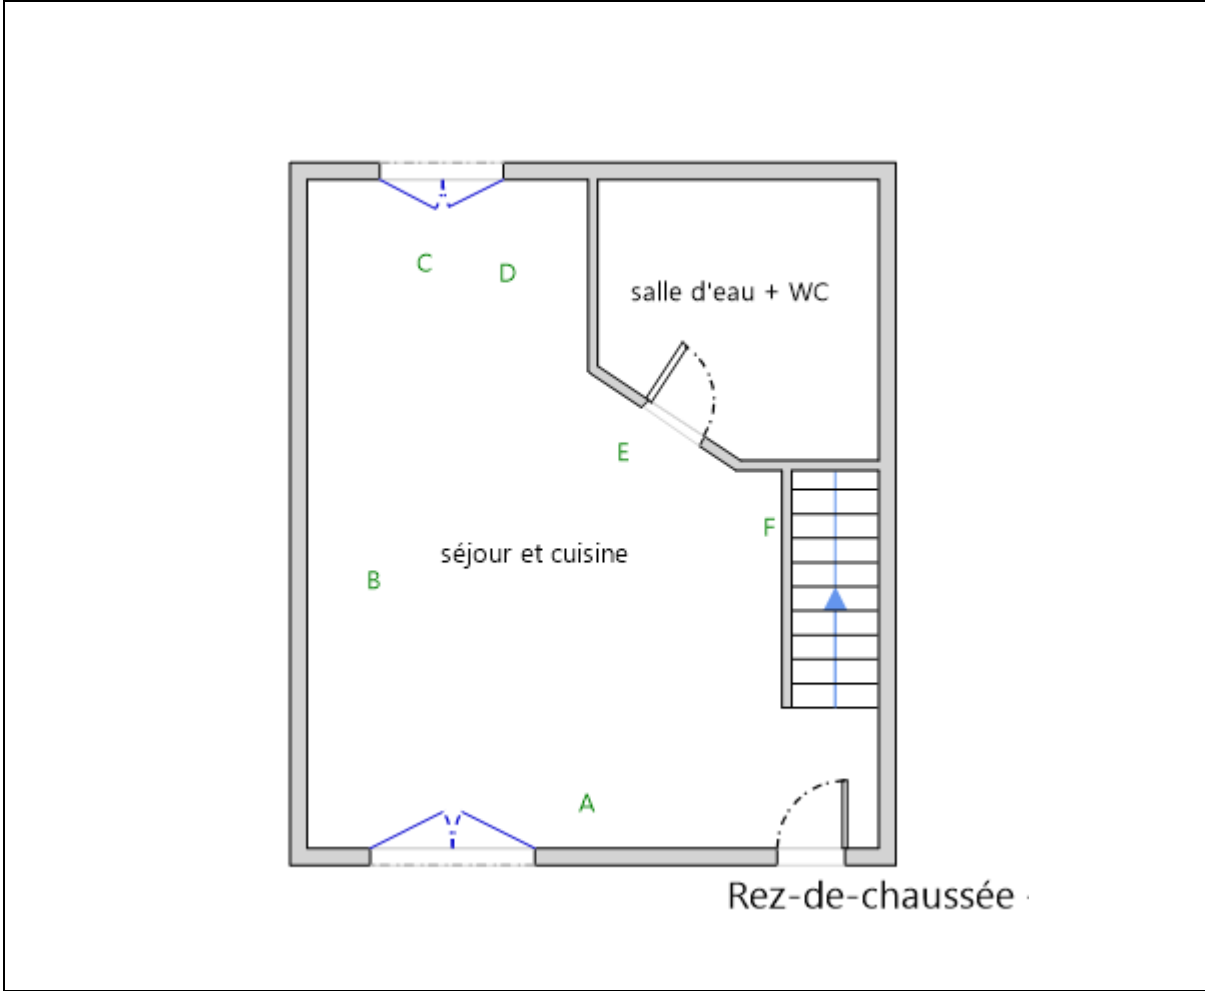 C
D
salle d'eau + WC
E
F
séjour et cuisine
B
A
Rez-de-chaussée -